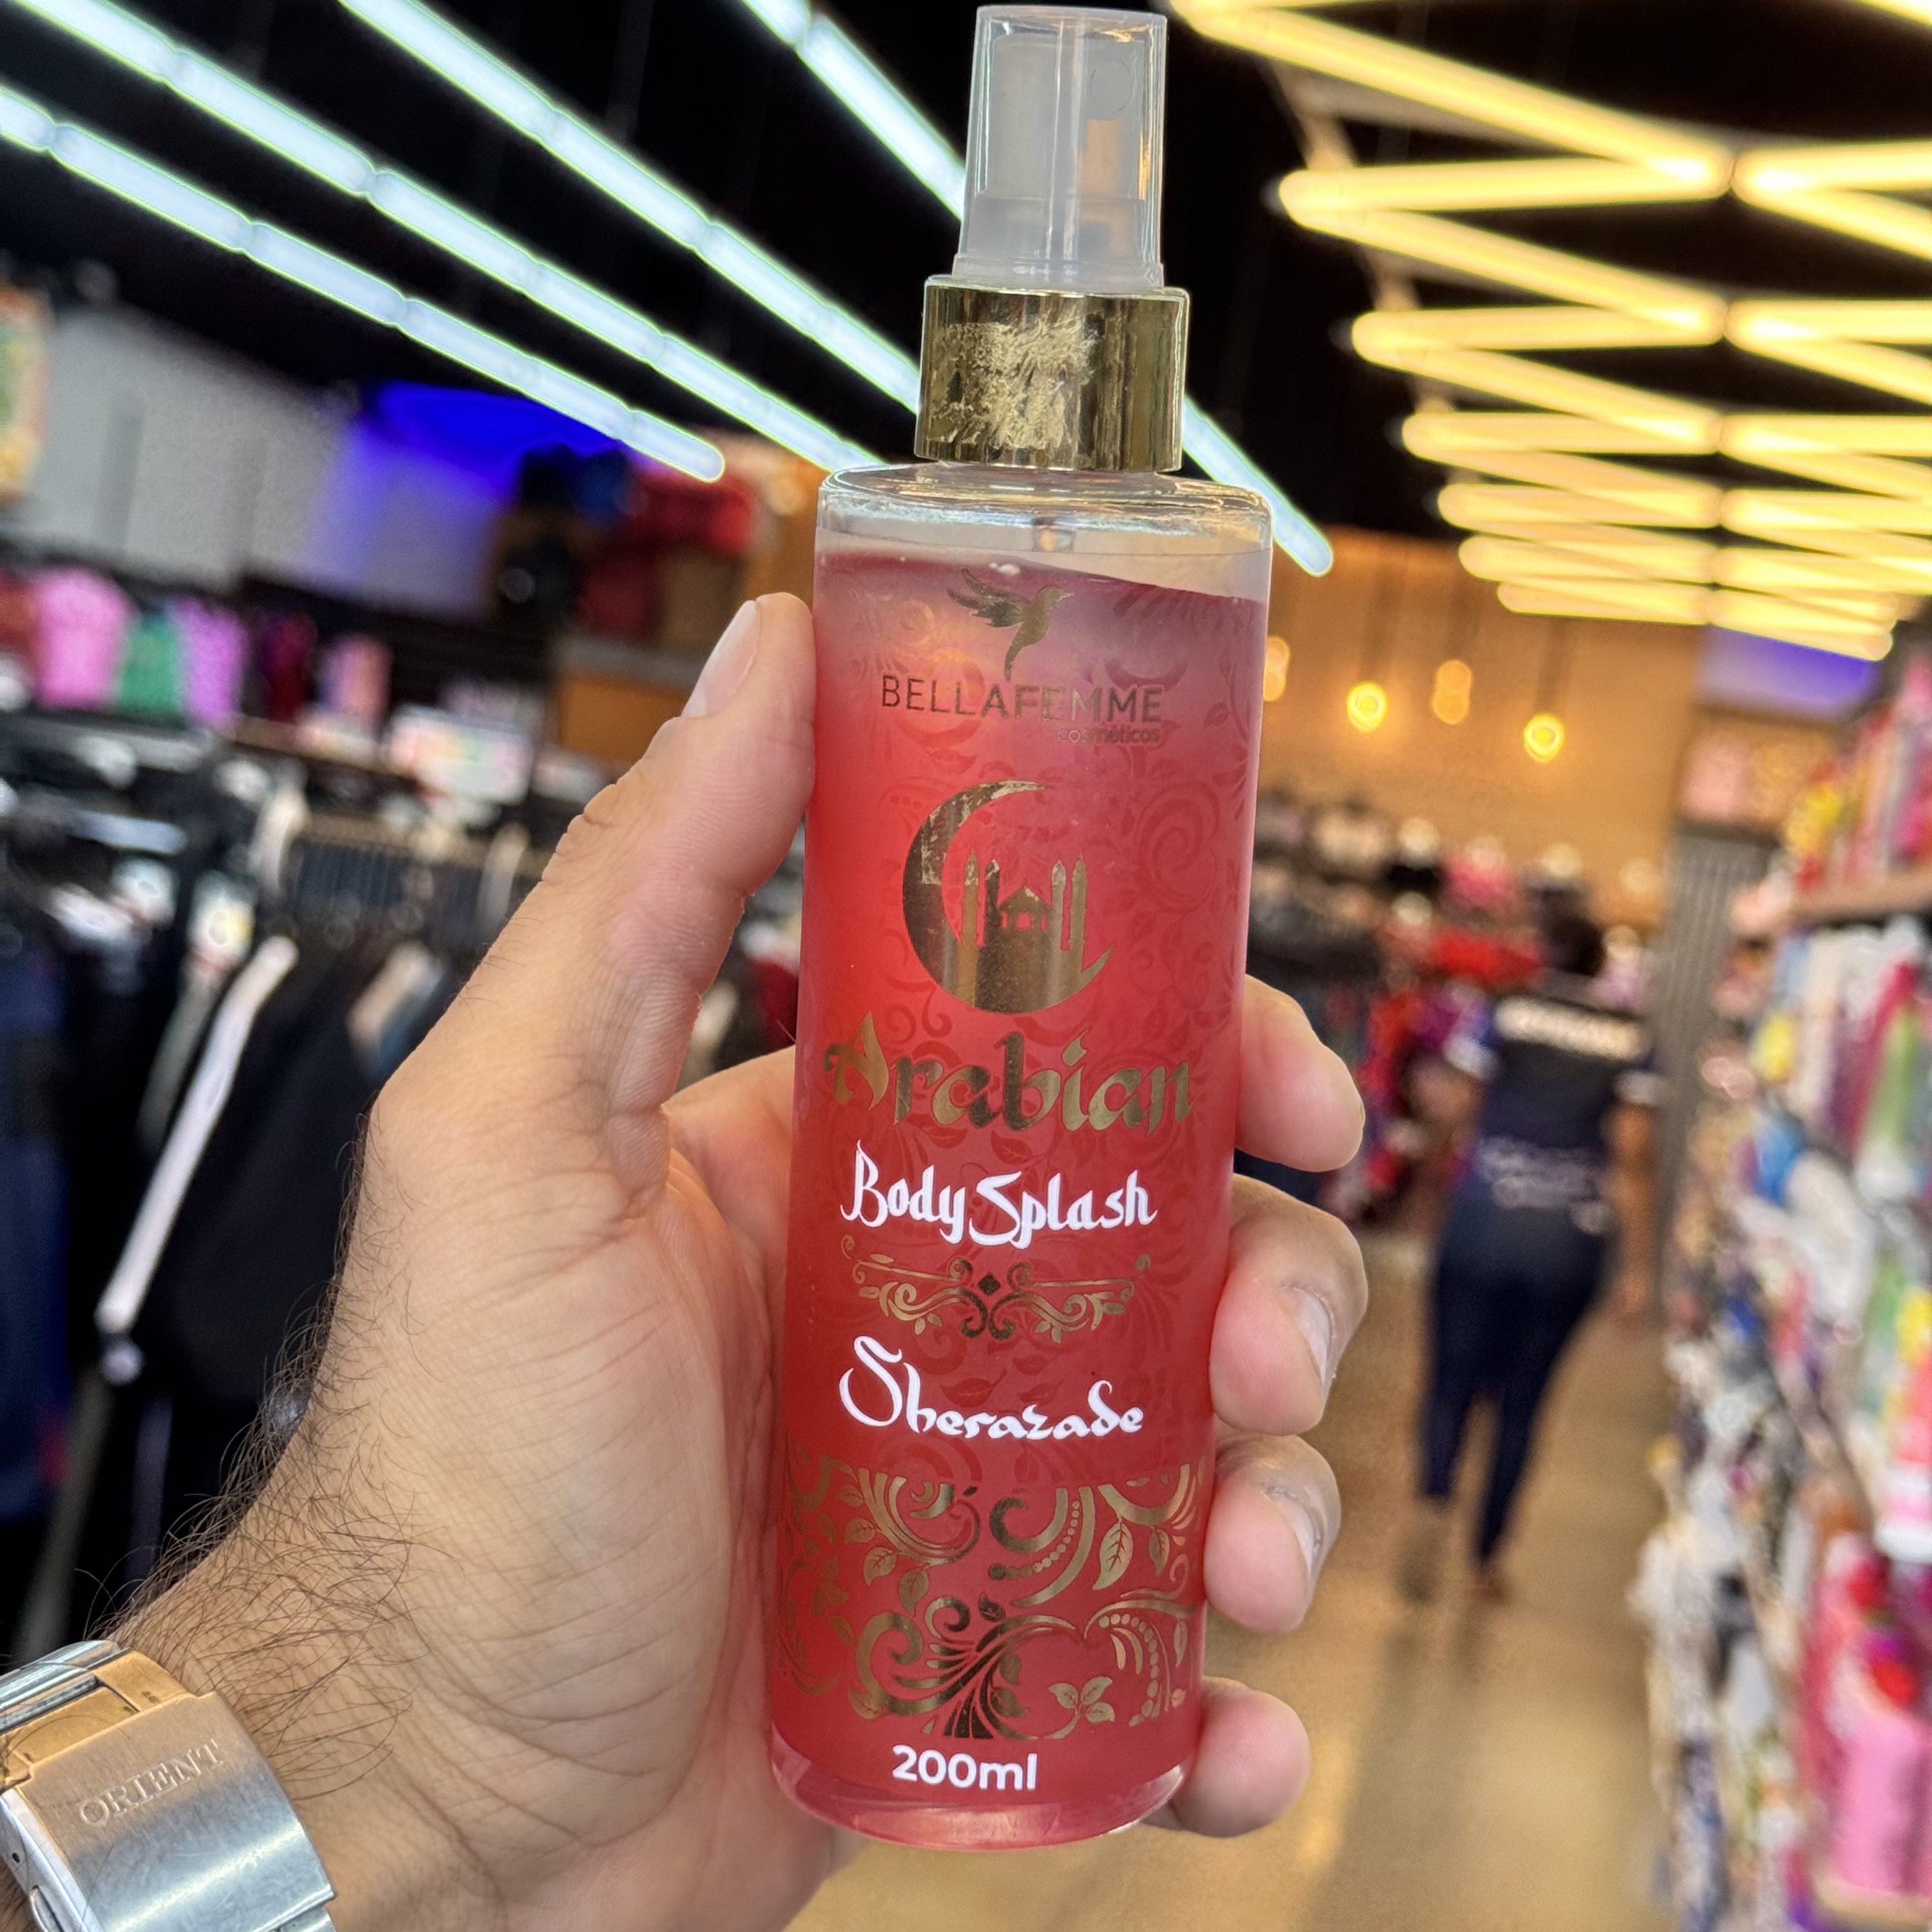 BELLAFEMME
cosméticos
Arabian
Body Splash
Sherazade
200ml
ORIENT